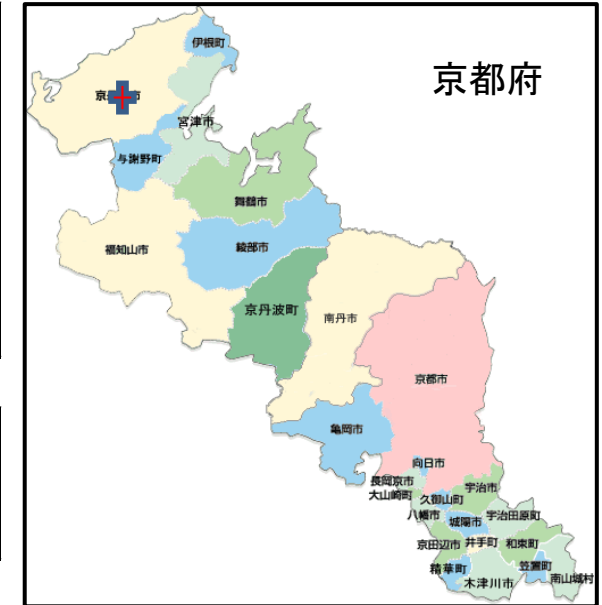 京都府
伊根町
宮津市
与謝野町
舞鶴市
福知山市
綾部市
京丹波町
南丹市
京都市
亀岡市
向日市
長岡京市
大山崎町
宇治市
久御山町
八幡市
宇治田原町
城陽市
京田辺市
井手町
和束町
精華町
笠置町
木津川市
南山城村